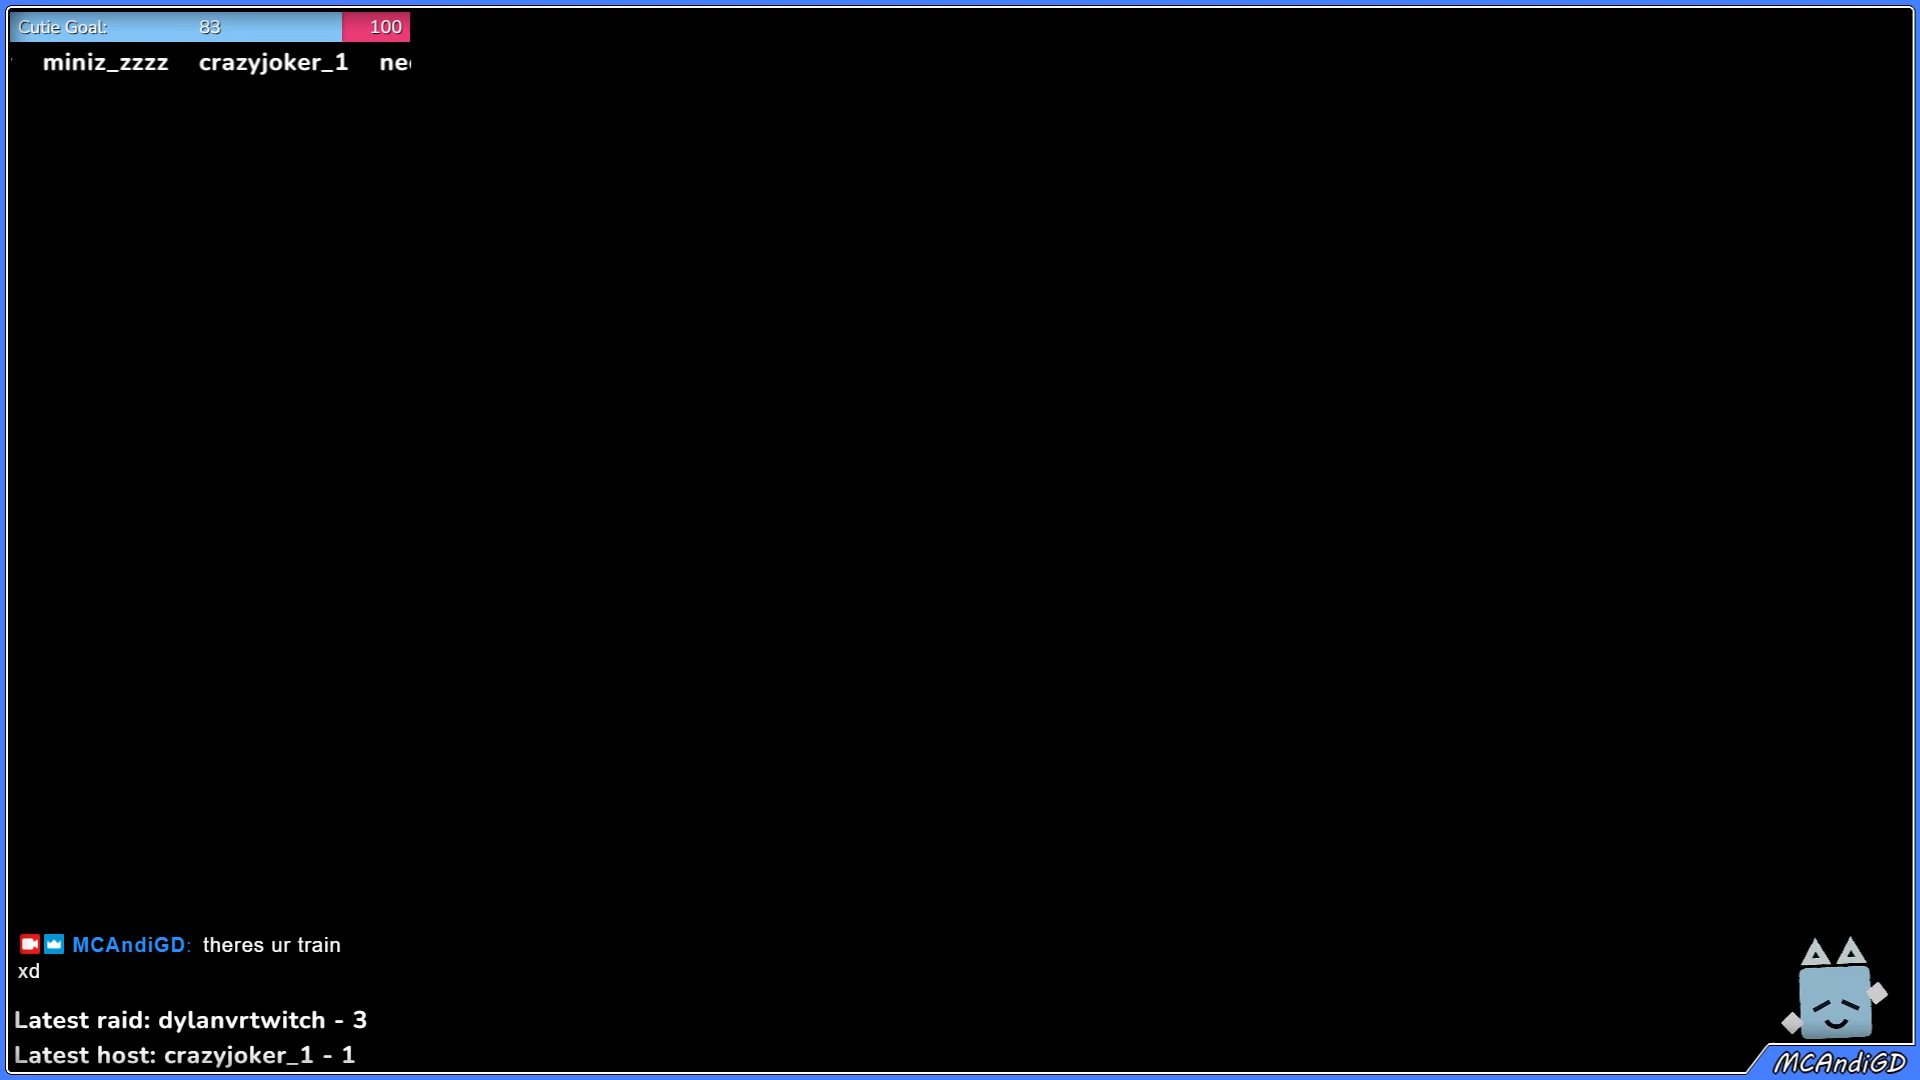 Cutie Goal: 83 100
miniz_zzzz crazyjoker_1
MCAndiGD: theres ur train
xd
Latest raid: dylanvrtwitch - 3
Latest host: crazyjoker_1 - 1
MCAndiGD